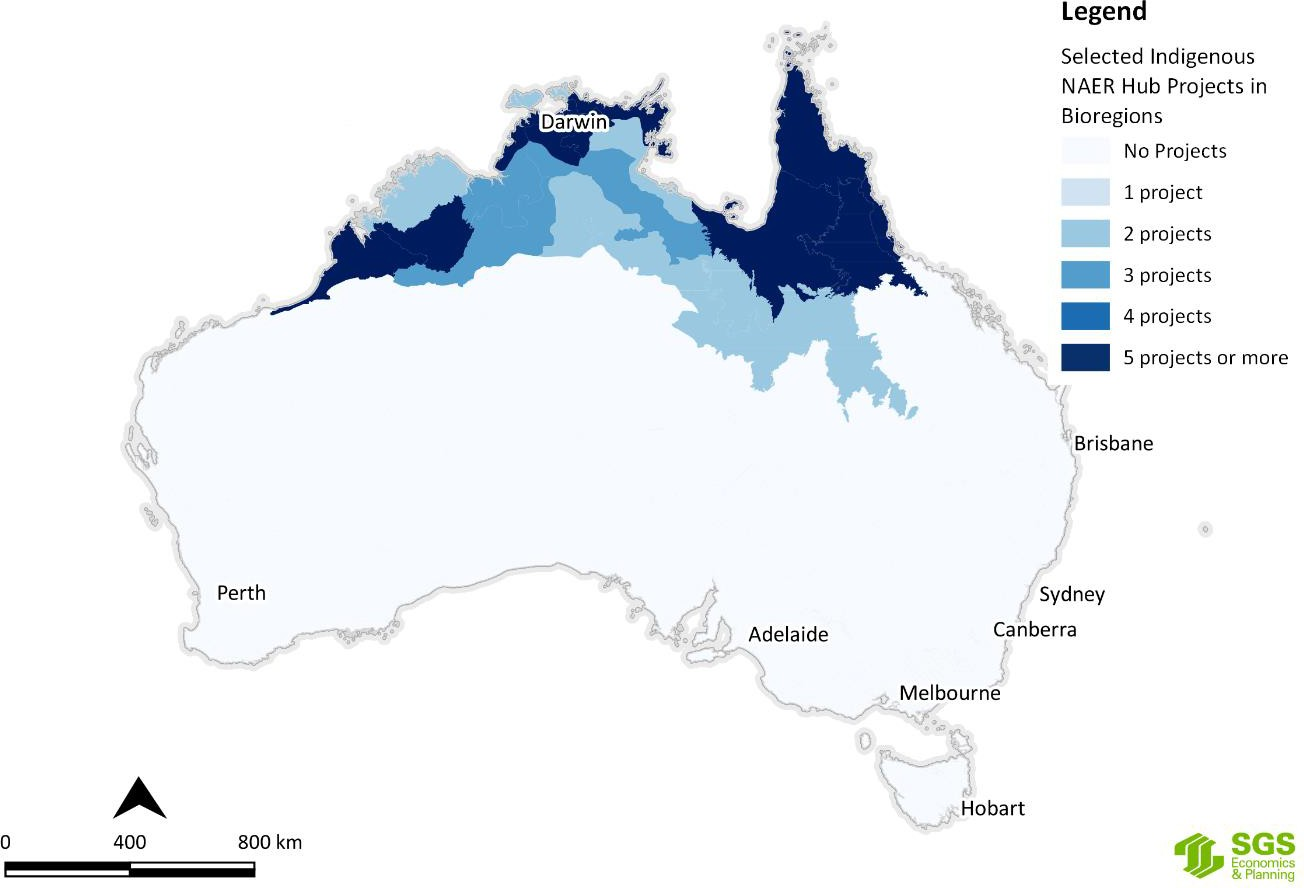 Legend
Selected Indigenous
NAER Hub Projects in
Bioregions
No Projects
1 project
2 projects
3 projects
4 projects
5 projects or more
Darwin
Brisbane
Perth
Sydney
Canberra
Adelaide
Melbourne
Hobart
0 400 800 km
SGS
Economics
& Planning